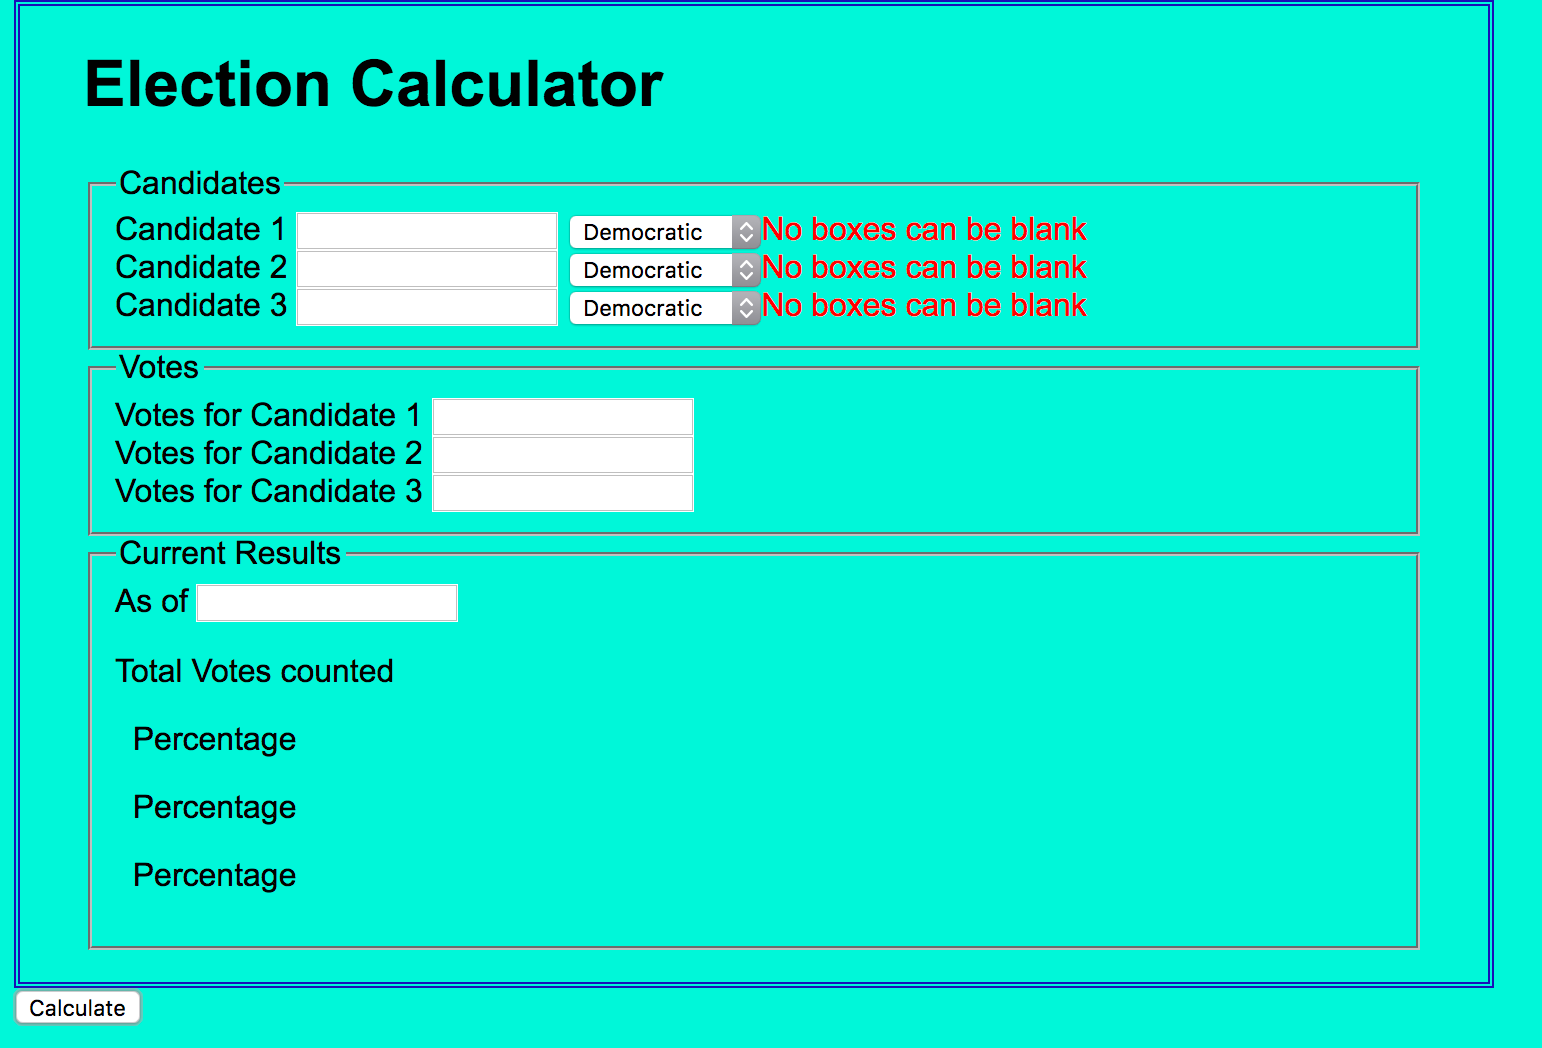 Election Calculator
Candidates
Candidate 1 Democratic No boxes can be blank
Candidate 2 Democratic No boxes can be blank
Candidate 3 Democratic No boxes can be blank
Votes
Votes for Candidate 1
Votes for Candidate 2
Votes for Candidate 3
Current Results
As of
Total Votes counted
Percentage
Percentage
Percentage
Calculate